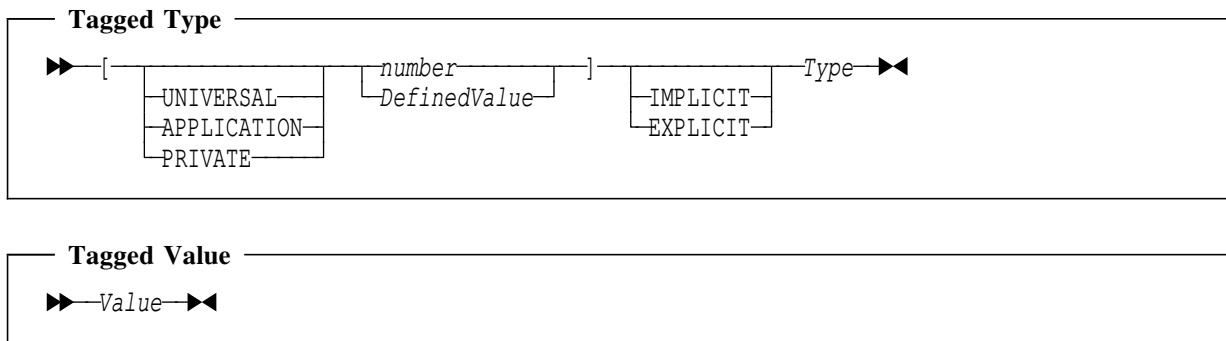 Tagged Type
[ number ] Type
UNIVERSAL DefinedValue IMPLICIT
APPLICATION EXPLICIT
PRIVATE
Tagged Value
Value